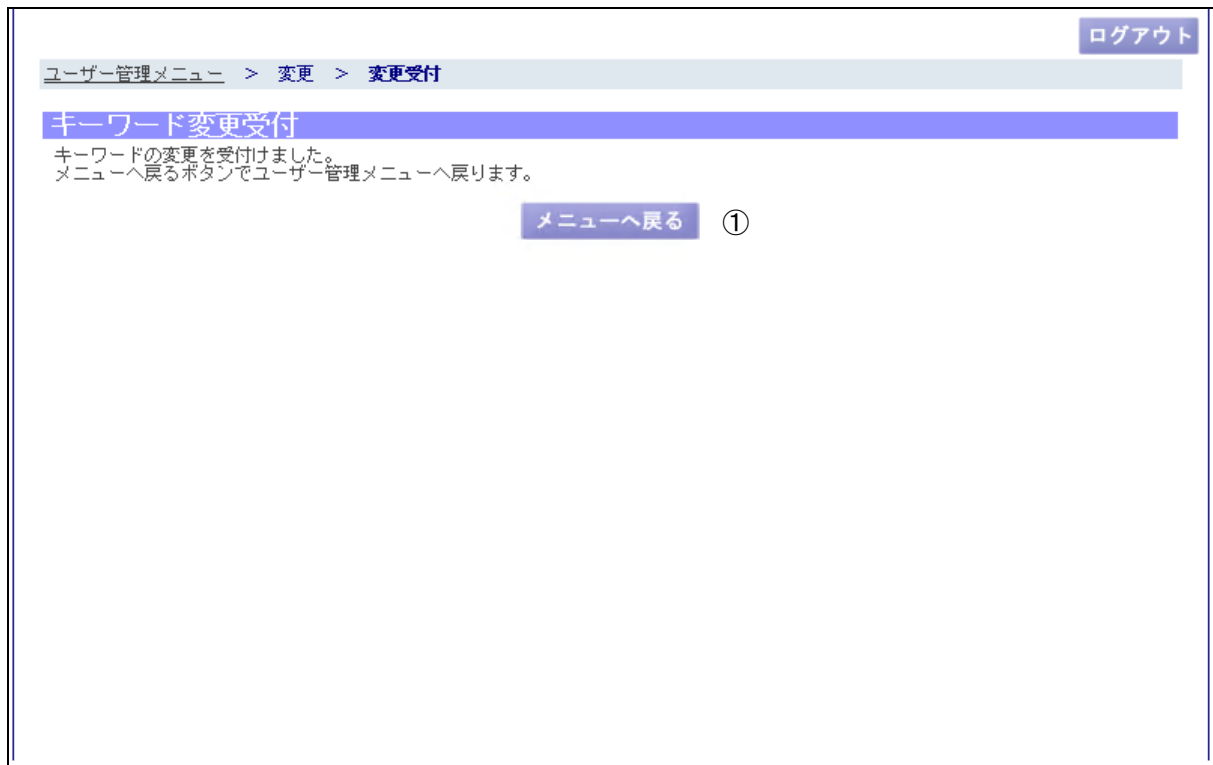 ログアウト
ユーザー管理メニュー > 変更 > 変更受付
キーワード変更受付
キーワードの変更を受付けました。
メニューへ戻るボタンでユーザー管理メニューへ戻ります。
メニューへ戻る ①